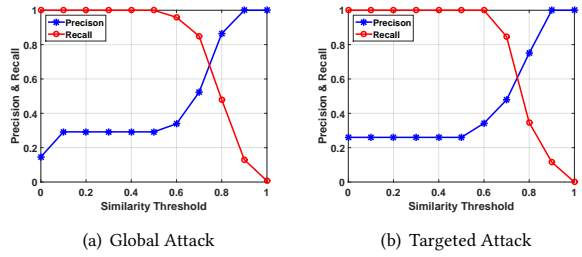 Precision & Recall
1
0.8
0.6
0.4
0.2
0
Precison
Recall
0 0.2 0.4 0.6 0.8 1
Similarity Threshold
(a) Global Attack
Precision & Recall
1
0.8
0.6
0.4
0.2
0
Precison
Recall
0 0.2 0.4 0.6 0.8 1
Similarity Threshold
(b) Targeted Attack